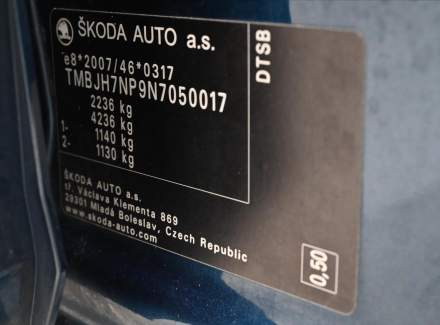 ŠKODA AUTO a.s.
e8*2007/46*0317
TMBJH7NP9N7050017
2236 kg
4236 kg
1- 1140 kg
2- 1130 kg
ŠKODA AUTO a.s.
tř. Václava Klementa 869
29301 Mladá Boleslav, Czech Republic
www.skoda-auto.com
DTSB
0,50